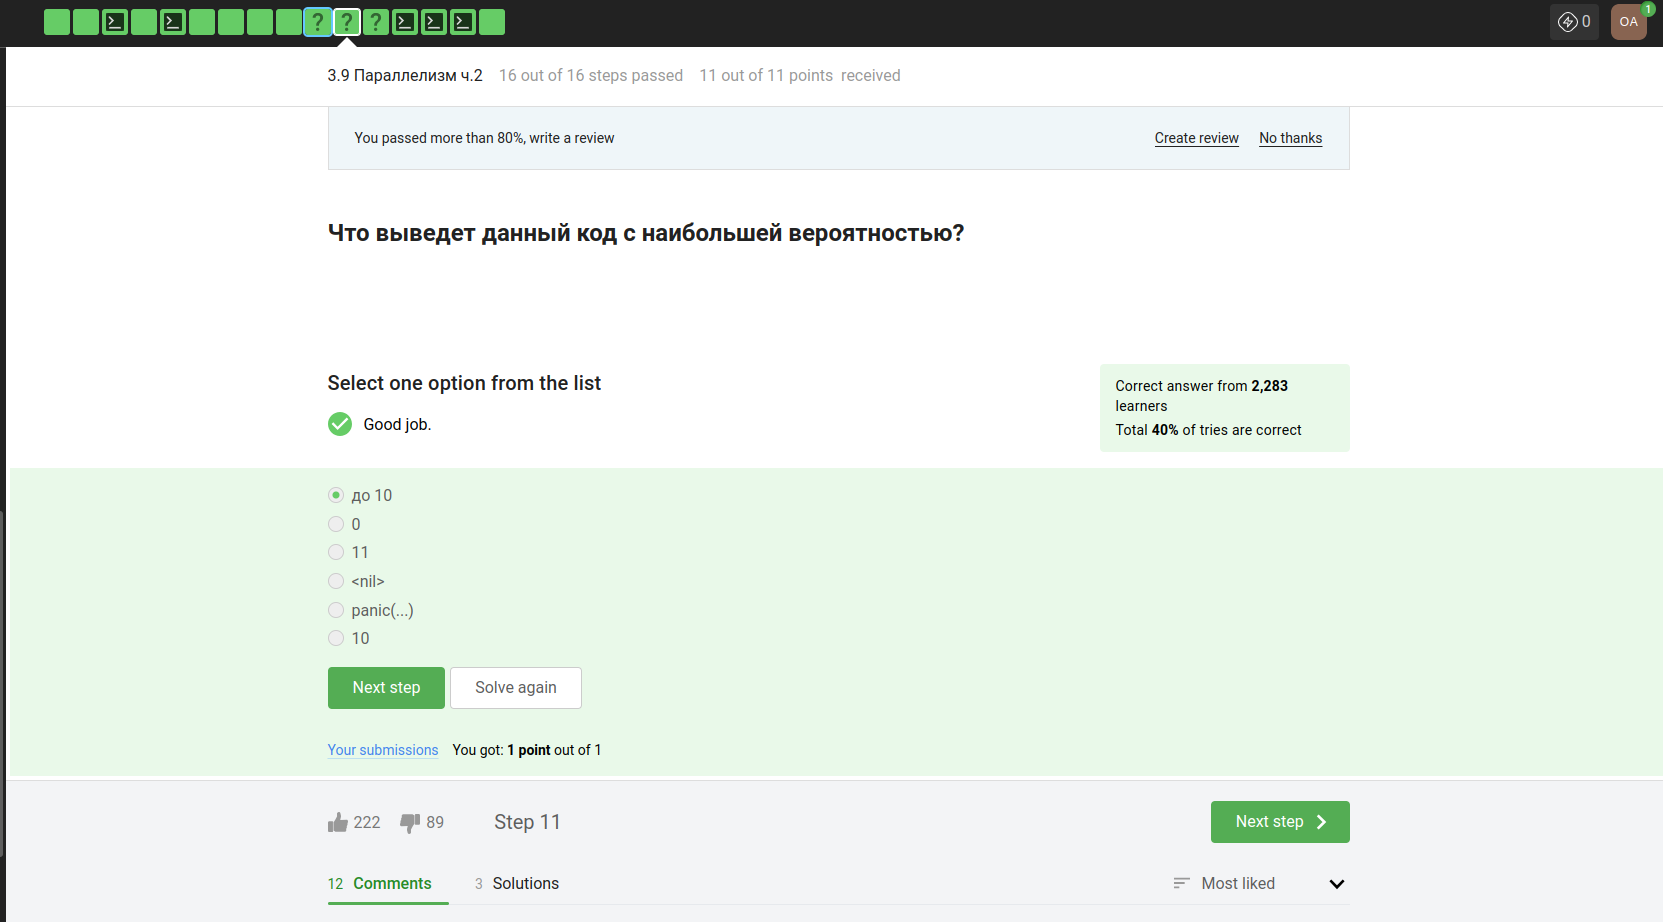 ? ? ?
0
OA
1
3.9 Параллелизм ч.2 16 out of 16 steps passed 11 out of 11 points received
You passed more than 80%, write a review Create review No thanks
Что выведет данный код с наибольшей вероятностью?
Select one option from the list
Good job.
Correct answer from 2,283
learners
Total 40% of tries are correct
до 10
0
11
<nil>
panic(...)
10
Next step Solve again
Your submissions You got: 1 point out of 1
222 89 Step 11 Next step
12 Comments 3 Solutions Most liked